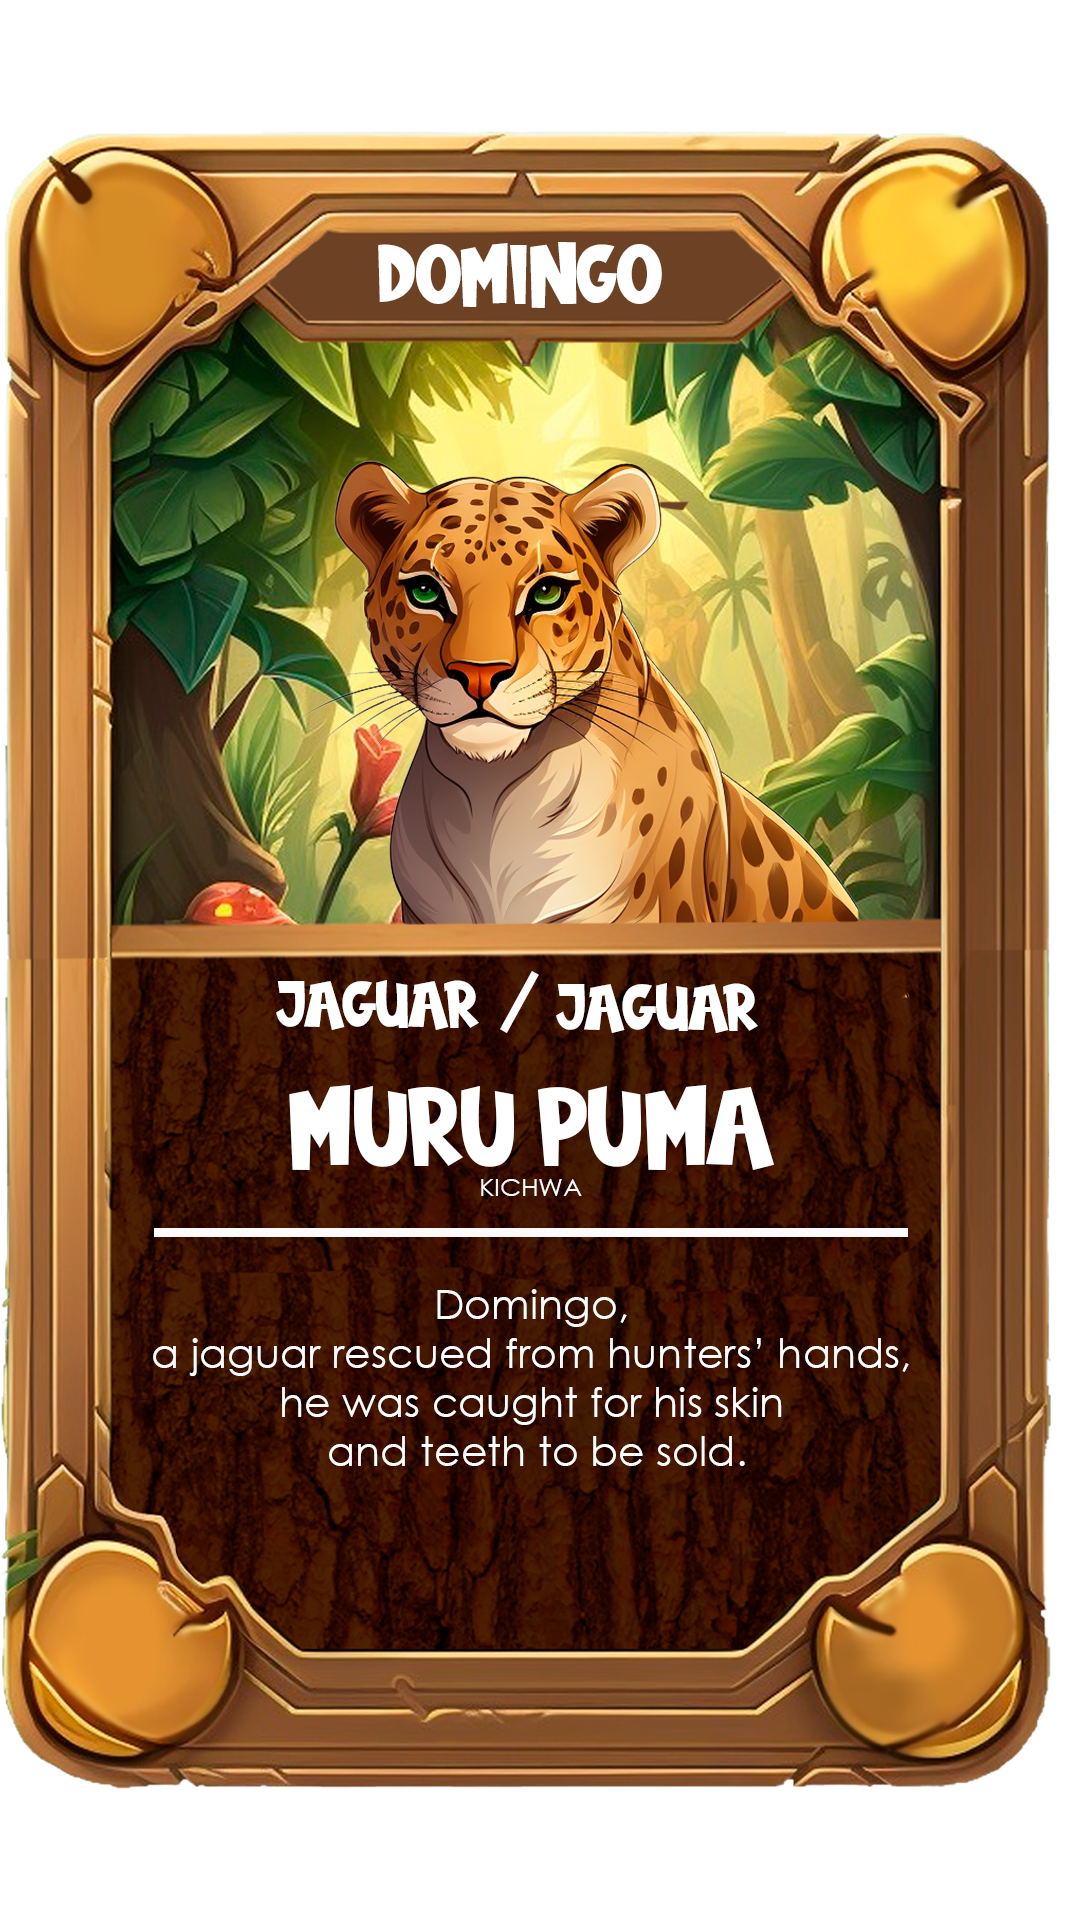 DOMINGO
JAGUAR / JAGUAR
MURU PUMA
KICHWA
Domingo,
a jaguar rescued from hunters’ hands,
he was caught for his skin
and teeth to be sold.